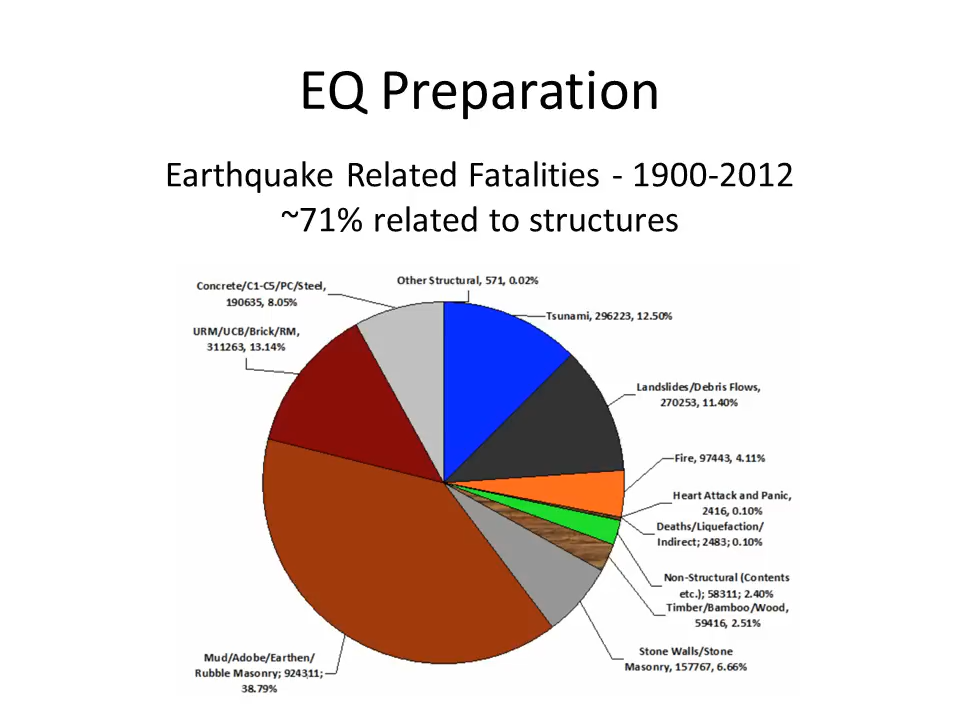 EQ Preparation
Earthquake Related Fatalities - 1900-2012
~71% related to structures
Other Structural, 571, 0.02%
Concrete/C1-C5/PC/Steel,
190635, 8.05%
Tsunami, 296223, 12.50%
URM/UCB/Brick/RM,
311263, 13.14%
Landslides/Debris Flows,
270253, 11.40%
Fire, 97443, 4.11%
Heart Attack and Panic,
2416, 0.10%
Deaths/Liquefaction/
Indirect; 2483; 0.10%
Non-Structural (Contents
etc.); 58311; 2.40%
Timber/Bamboo/Wood,
59416, 2.51%
Stone Walls/Stone
Masonry, 157767, 6.66%
Mud/Adobe/Earthen/
Rubble Masonry; 924311;
38.79%